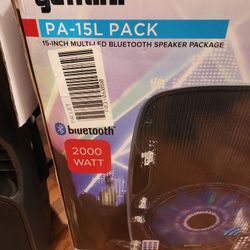 gemini
PA-15L PACK
15-INCH MULTI-LED BLUETOOTH SPEAKER PACKAGE
bluetooth
2000
WATT